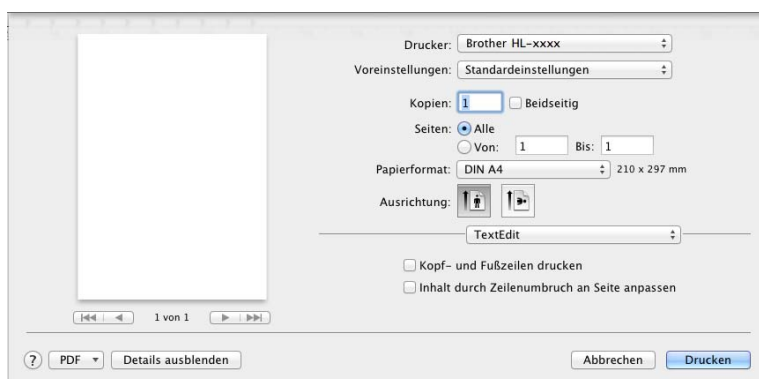 Drucker: Brother HL-xxxx
Voreinstellungen: Standardeinstellungen
Kopien: 1 Beidseitig
Seiten: Alle
Von: 1 Bis: 1
Papierformat: DIN A4 210 x 297 mm
Ausrichtung:
TextEdit
Kopf- und Fußzeilen drucken
Inhalt durch Zeilenumbruch an Seite anpassen
1 von 1
? PDF Details ausblenden Abbrechen Drucken